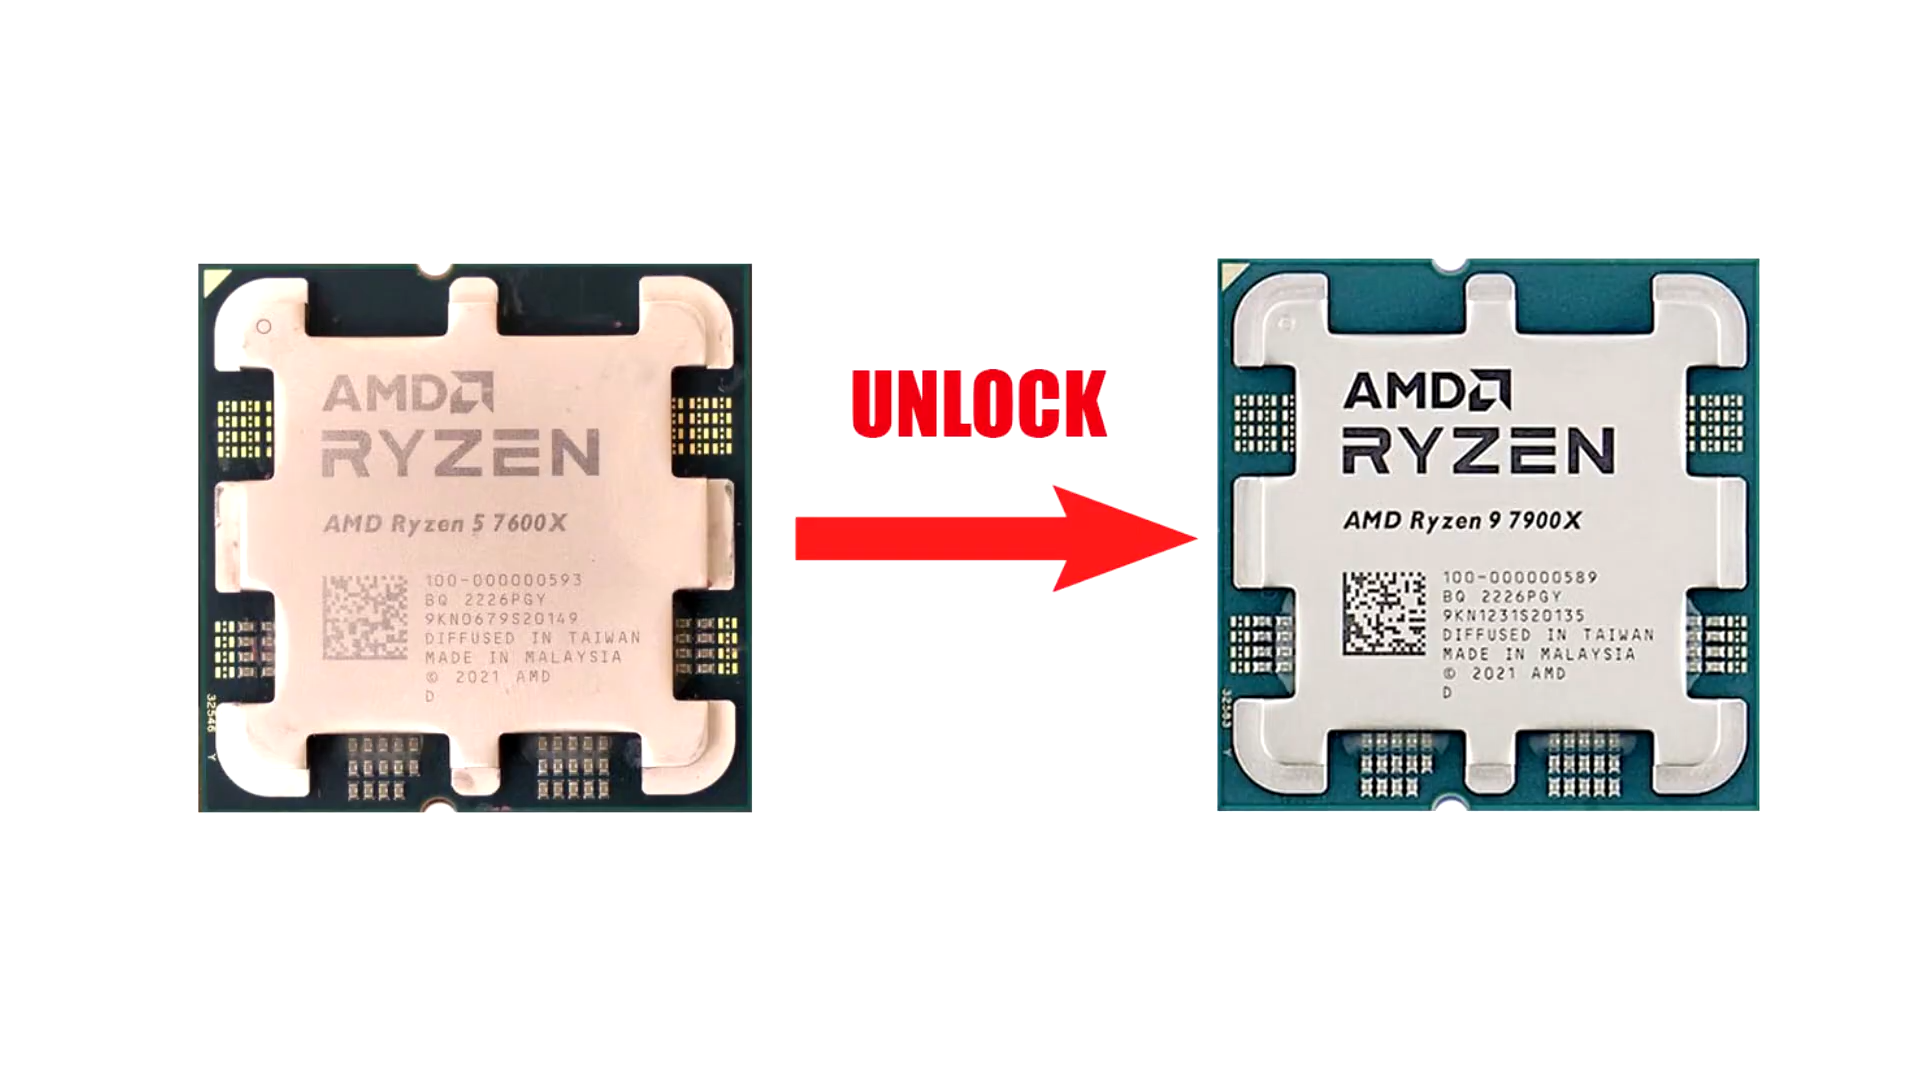 AMD
RYZEN
AMD Ryzen 5 7600X
100-000000593
BQ 2226PGY
9KN0679S20149
DIFFUSED IN TAIWAN
MADE IN MALAYSIA
© 2021 AMD
D
32546 Y
UNLOCK
AMD
RYZEN
AMD Ryzen 9 7900X
100-000000589
BQ 2226PGY
9KN1231S20135
DIFFUSED IN TAIWAN
MADE IN MALAYSIA
© 2021 AMD
D